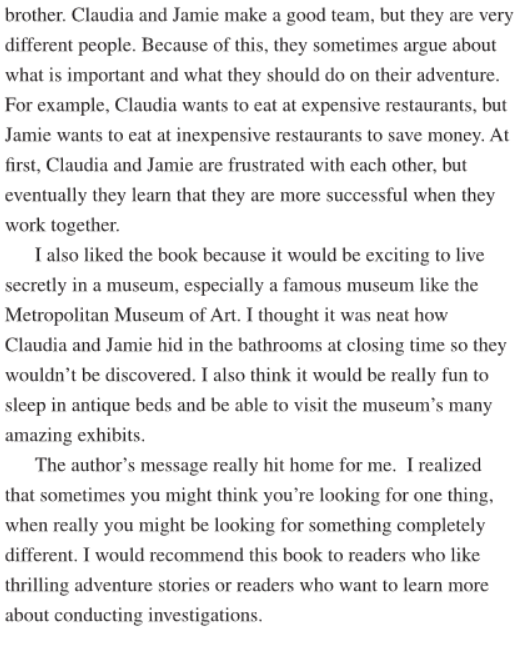 brother. Claudia and Jamie make a good team, but they are very
different people. Because of this, they sometimes argue about
what is important and what they should do on their adventure.
For example, Claudia wants to eat at expensive restaurants, but
Jamie wants to eat at inexpensive restaurants to save money. At
first, Claudia and Jamie are frustrated with each other, but
eventually they learn that they are more successful when they
work together.
I also liked the book because it would be exciting to live
secretly in a museum, especially a famous museum like the
Metropolitan Museum of Art. I thought it was neat how
Claudia and Jamie hid in the bathrooms at closing time so they
wouldn’t be discovered. I also think it would be really fun to
sleep in antique beds and be able to visit the museum’s many
amazing exhibits.
The author’s message really hit home for me.  I realized
that sometimes you might think you’re looking for one thing,
when really you might be looking for something completely
different. I would recommend this book to readers who like
thrilling adventure stories or readers who want to learn more
about conducting investigations.